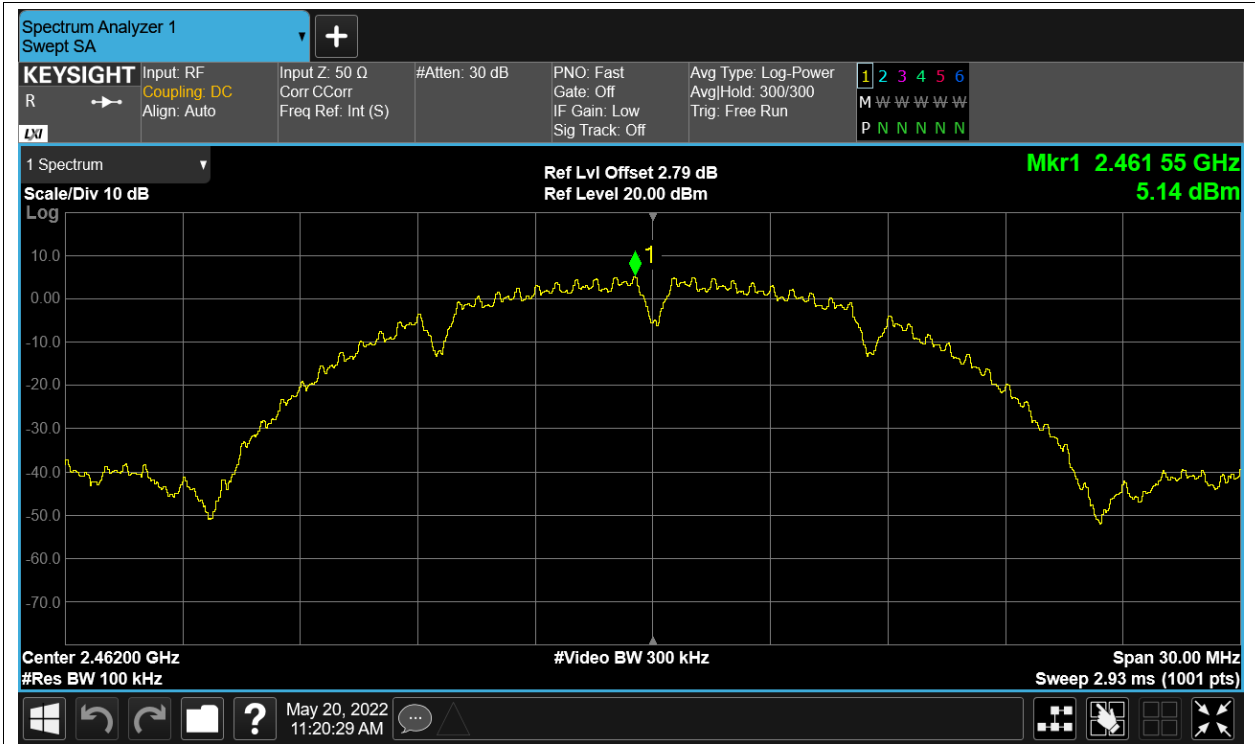 Spectrum Analyzer 1
Swept SA
KEYSIGHT
R
LXI
Input: RF
Coupling: DC
Align: Auto
Input Z: 50 Ω
Corr CCorr
Freq Ref: Int (S)
#Atten: 30 dB
PNO: Fast
Gate: Off
IF Gain: Low
Sig Track: Off
Avg Type: Log-Power
Avg|Hold: 300/300
Trig: Free Run
1 2 3 4 5 6
M W W W W W
P N N N N N
1 Spectrum
Scale/Div 10 dB
Ref Lvl Offset 2.79 dB
Ref Level 20.00 dBm
Mkr1 2.461 55 GHz
5.14 dBm
Log
1
10.0
0.00
-10.0
-20.0
-30.0
-40.0
-50.0
-60.0
-70.0
Center 2.46200 GHz
#Res BW 100 kHz
#Video BW 300 kHz
Span 30.00 MHz
Sweep 2.93 ms (1001 pts)
?
May 20, 2022
11:20:29 AM